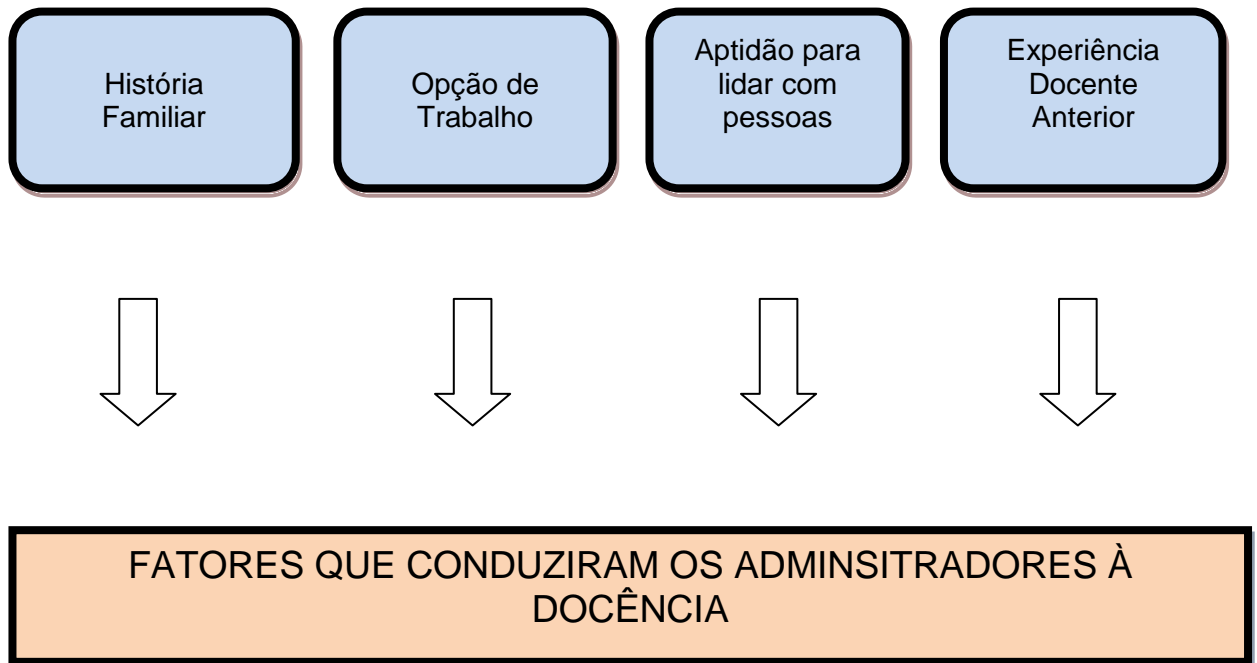 História
Familiar
Opção de
Trabalho
Aptidão para
lidar com
pessoas
Experiência
Docente
Anterior
FATORES QUE CONDUZIRAM OS ADMINSITRADORES À
DOCÊNCIA